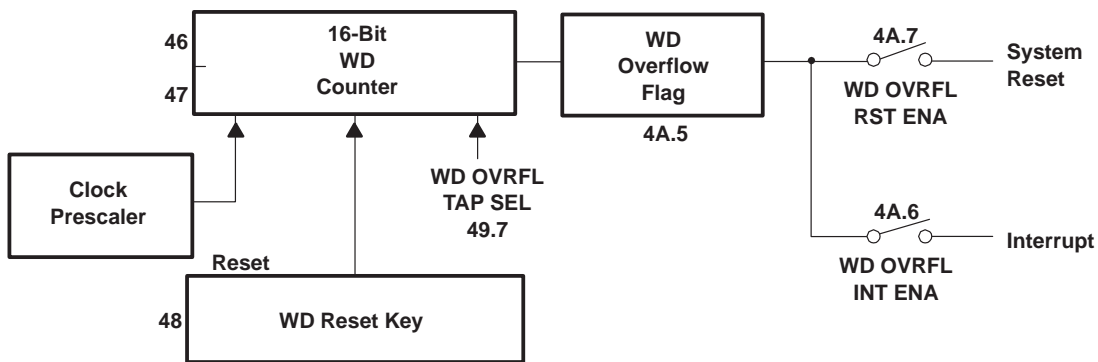 46
47
16-Bit
WD
Counter
WD
Overflow
Flag
4A.5
4A.7
WD OVRFL
RST ENA
System
Reset
Clock
Prescaler
WD OVRFL
TAP SEL
49.7
4A.6
WD OVRFL
INT ENA
Interrupt
Reset
48
WD Reset Key